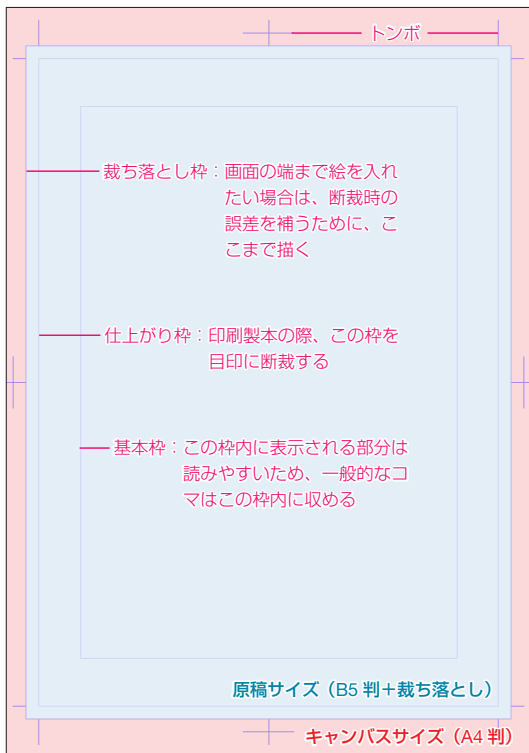 トンボ
裁ち落とし枠：画面の端まで絵を入れ
たい場合は、断裁時の
誤差を補うために、こ
こまで描く
仕上がり枠：印刷製本の際、この枠を
目印に断裁する
基本枠：この枠内に表示される部分は
読みやすいため、一般的なコ
マはこの枠内に収める
原稿サイズ（B5 判＋裁ち落とし）
キャンバスサイズ（A4 判）